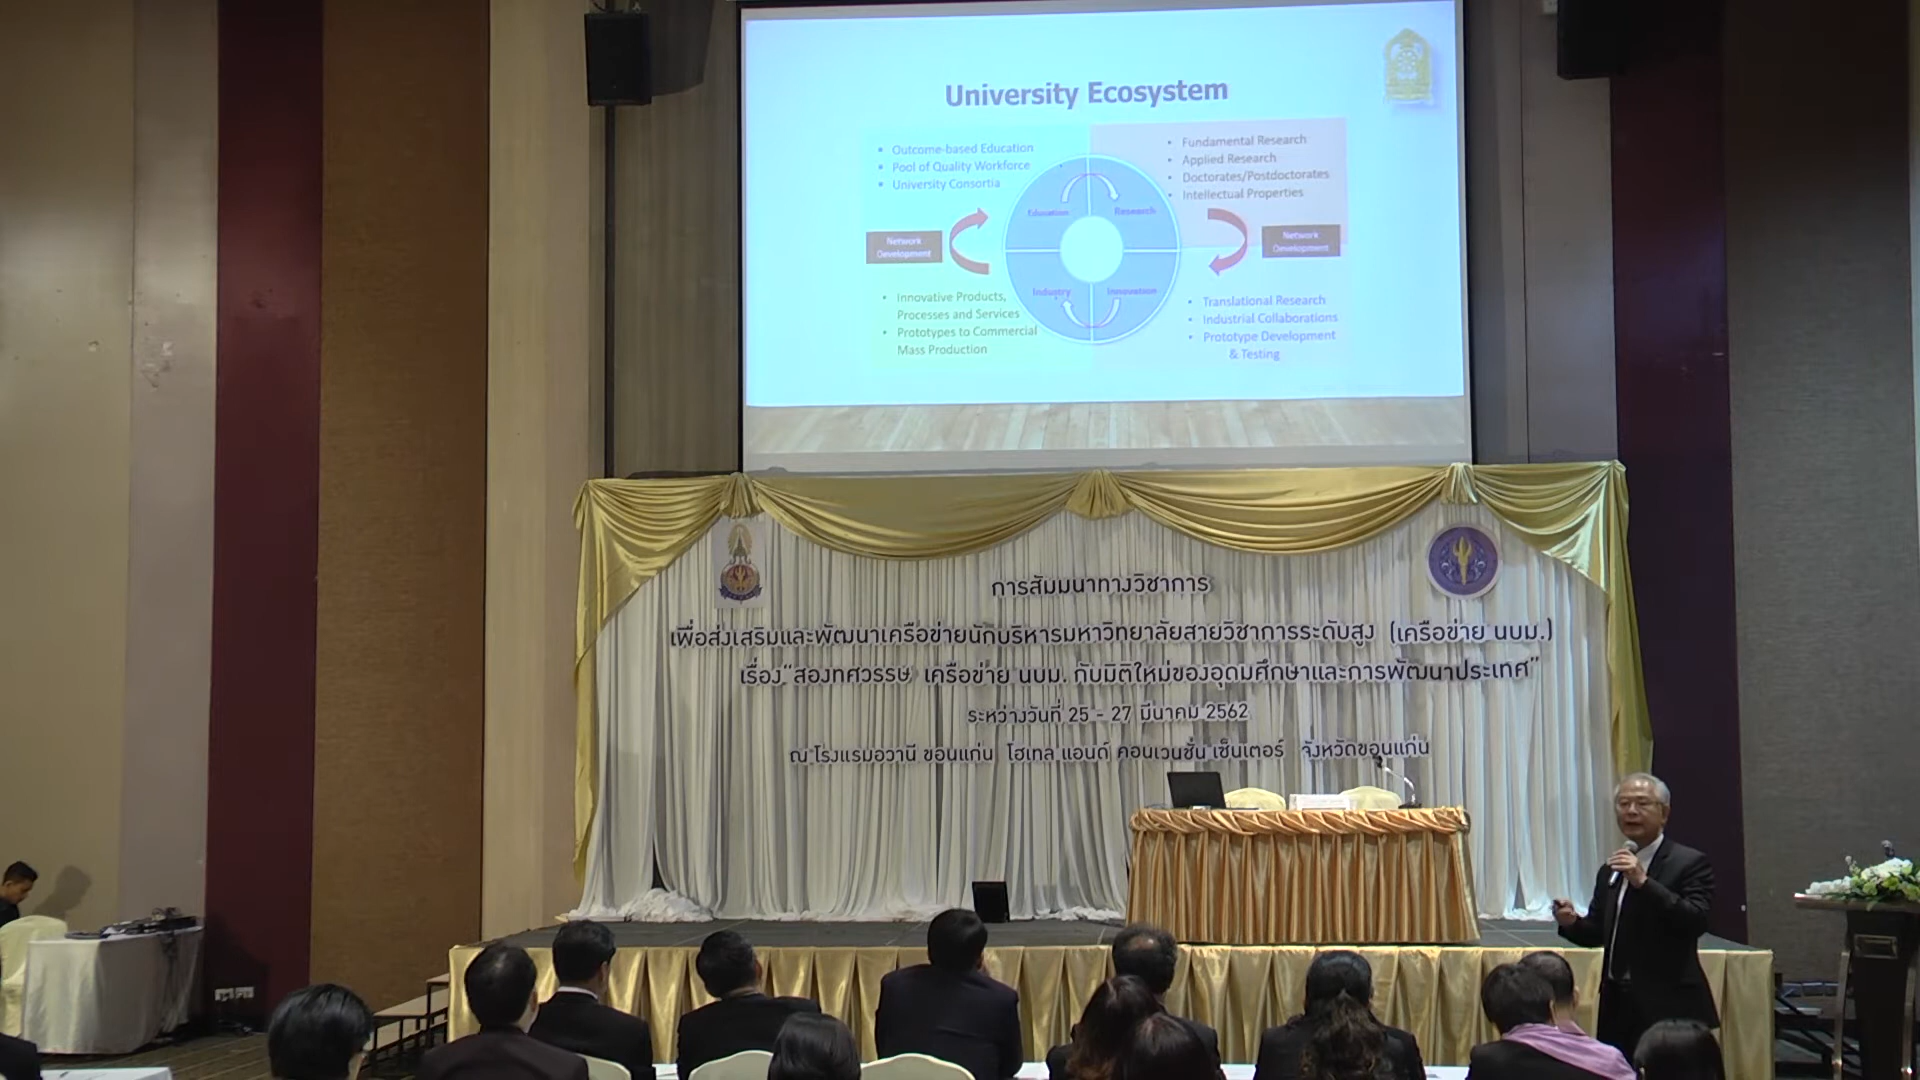 University Ecosystem
• Outcome-based Education
• Pool of Quality Workforce
• University Consortia
• Fundamental Research
• Applied Research
• Doctorates/Postdoctorates
• Intellectual Properties
Education
Research
Network
Development
Network
Development
Industry
Innovation
• Innovative Products,
Processes and Services
• Prototypes to Commercial
Mass Production
• Translational Research
• Industrial Collaborations
• Prototype Development
& Testing
การสัมมนาทางวิชาการ
เพื่อส่งเสริมและพัฒนาเครือข่ายนักบริหารมหาวิทยาลัยสายวิชาการระดับสูง (เครือข่าย นบม.)
เรื่อง“สองทศวรรษ เครือข่าย นบม. กับมิติใหม่ของอุดมศึกษาและการพัฒนาประเทศ”
ระหว่างวันที่ 25 - 27 มีนาคม 2562
ณ โรงแรมอวานี ขอนแก่น โฮเทล แอนด์ คอนเวนชั่น เซ็นเตอร์ จังหวัดขอนแก่น